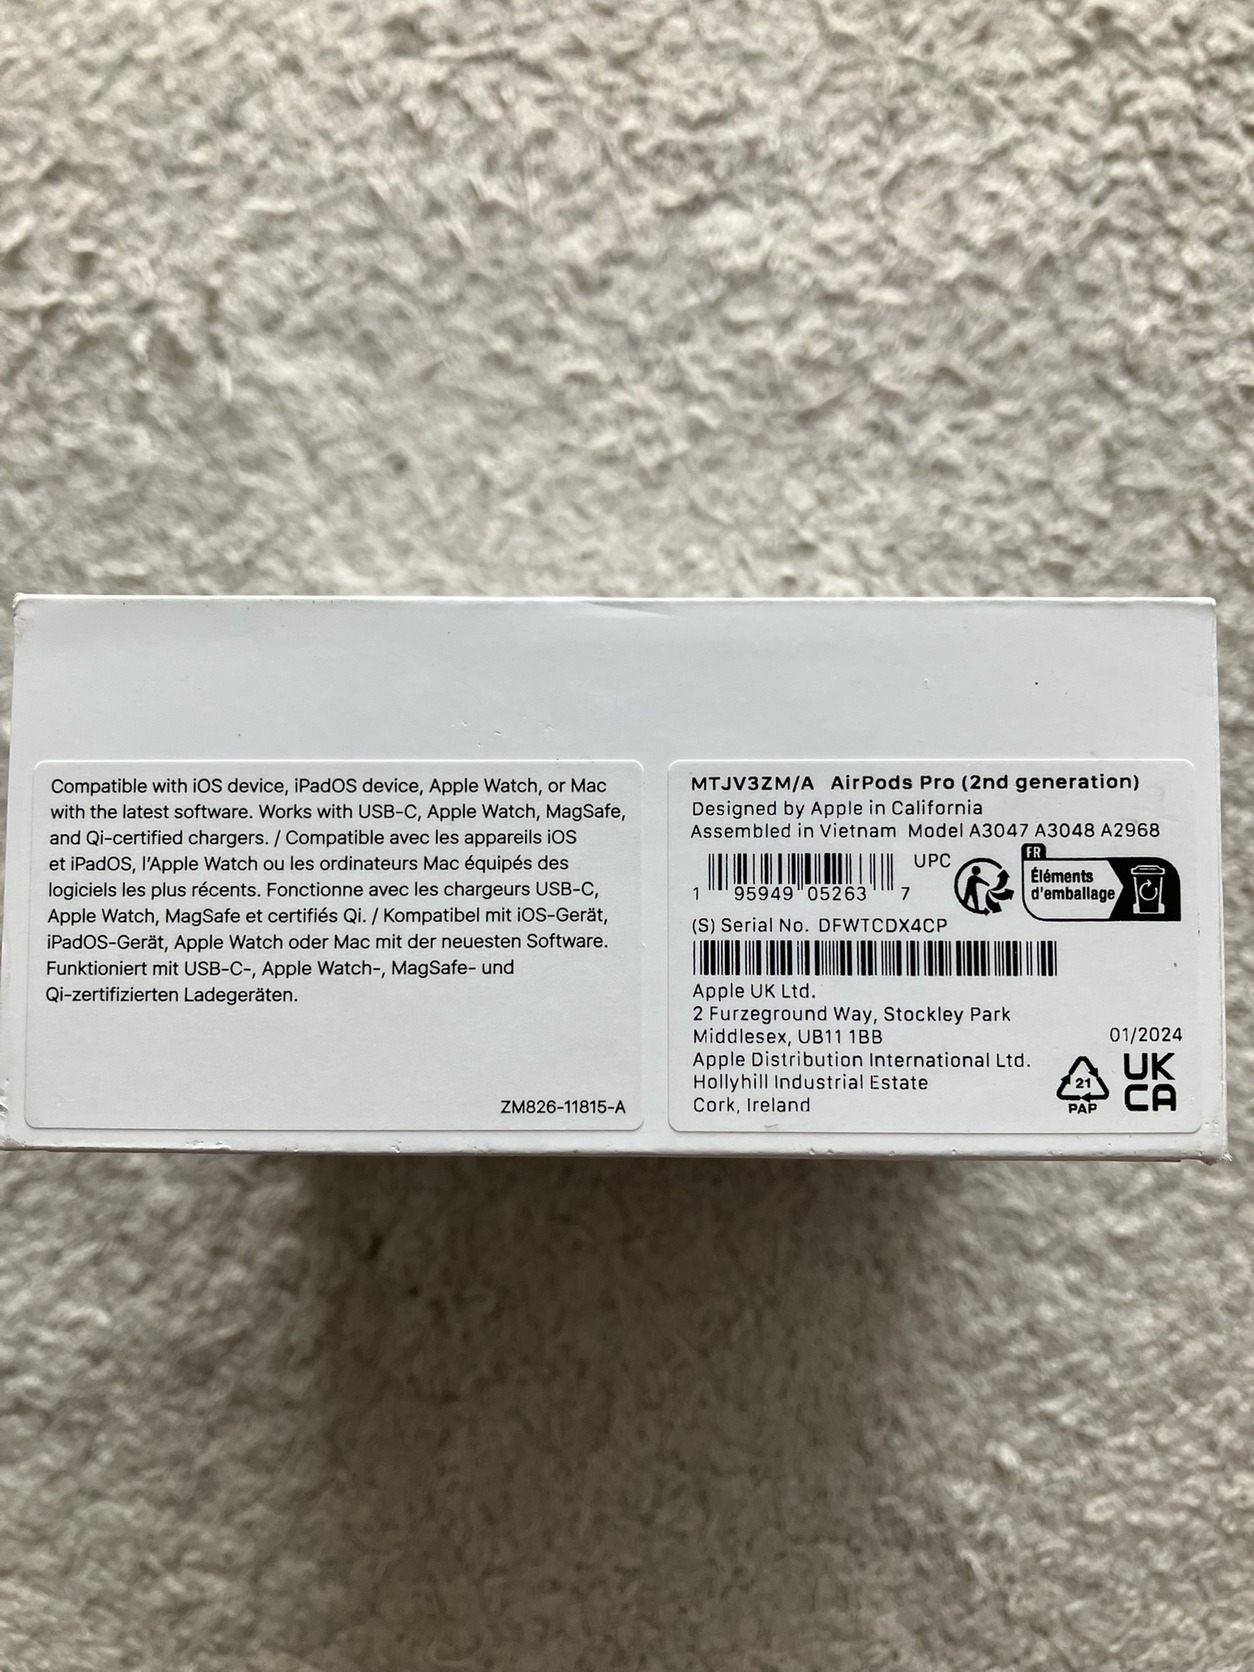 Compatible with iOS device, iPadOS device, Apple Watch, or Mac
with the latest software. Works with USB-C, Apple Watch, MagSafe,
and Qi-certified chargers. / Compatible avec les appareils iOS
et iPadOS, l'Apple Watch ou les ordinateurs Mac équipés des
logiciels les plus récents. Fonctionne avec les chargeurs USB-C,
Apple Watch, MagSafe et certifiés Qi. / Kompatibel mit iOS-Gerät,
iPadOS-Gerät, Apple Watch oder Mac mit der neuesten Software.
Funktioniert mit USB-C-, Apple Watch-, MagSafe- und
Qi-zertifizierten Ladegeräten.
ZM826-11815-A
MTJV3ZM/A AirPods Pro (2nd generation)
Designed by Apple in California
Assembled in Vietnam Model A3047 A3048 A2968
UPC
1 95949 05263 7
FR
Éléments
d'emballage
(S) Serial No. DFWTCDX4CP
Apple UK Ltd.
2 Furzeground Way, Stockley Park
Middlesex, UB11 1BB
Apple Distribution International Ltd.
Hollyhill Industrial Estate
Cork, Ireland
01/2024
21
PAP
UK
CA